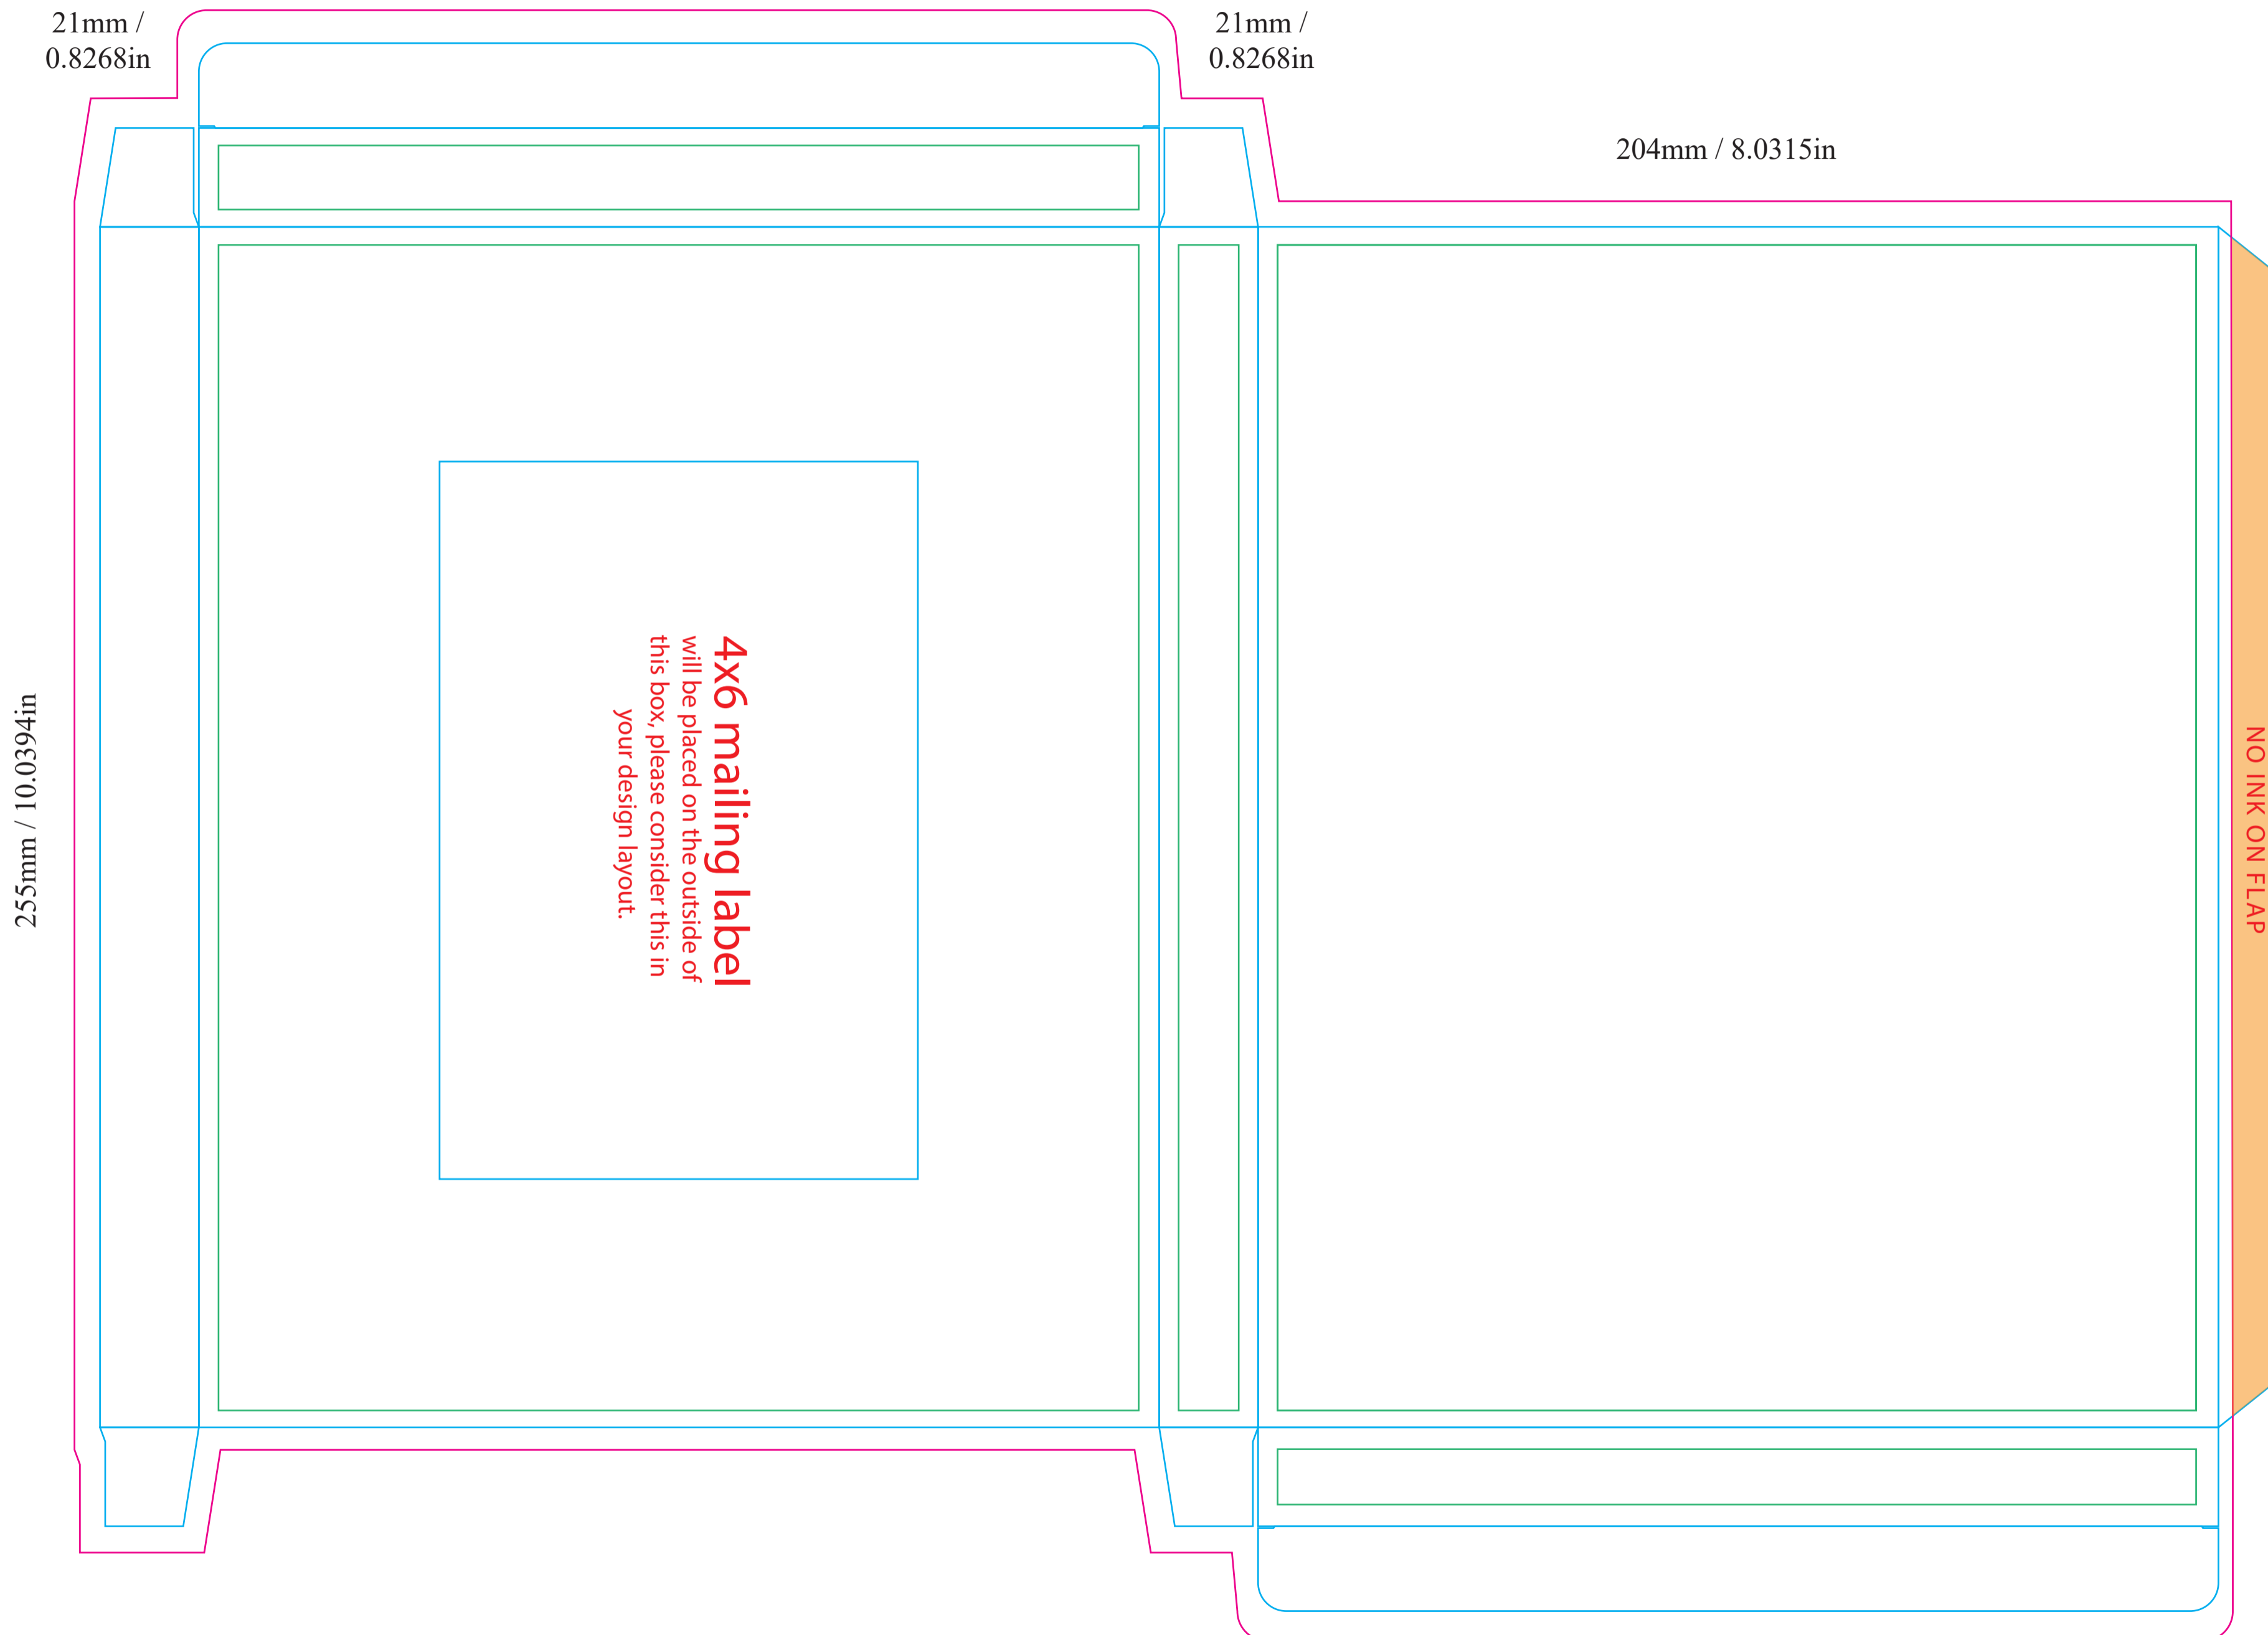 21mm /
0.8268in
21mm /
0.8268in
204mm / 8.0315in
255mm / 10.0394in
4x6 mailing label
will be placed on the outside of
this box, please consider this in
your design layout.
NO INK ON FLAP